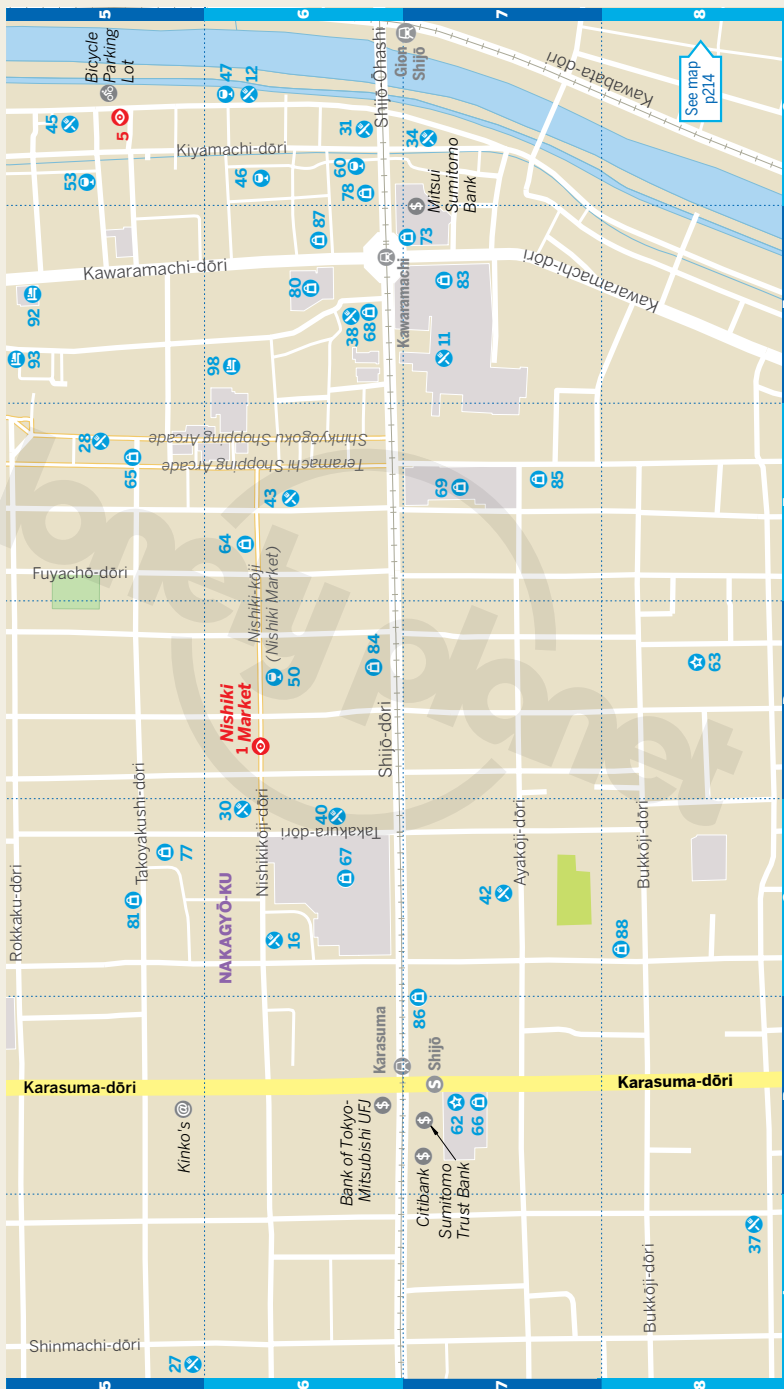 5
6
7
8
Rokkaku-dōri
93
92
45
Bicycle
Parking
Lot
5
53
28
65
Fuyachō-dōri
Takoyakushi-dōri
81
77
Karasuma-dōri
Kinko's @
Shinmachi-dōri
27
47
12
Kiyamachi-dōri
46
31
60
78
87
Kawaramachi-dōri
80
38
68
98
Shinkyōgoku Shopping Arcade
Teramachi Shopping Arcade
43
64
Nishiki-kōji
(Nishiki Market)
50
84
Nishiki
1 Market
30
40
Takakura-dōri
Nishikikōji-dōri
67
NAKAGYŌ-KU
16
Karasuma
Bank of Tokyo-
Mitsubishi UFJ
$
Shijō-Ōhashi
Gion
Shijō
Shijō-dōri
Kawaramachi
34
$
Mitsui
Sumitomo
Bank
73
83
11
69
85
Kawaramachi-dōri
Kawabata-dōri
See map
p214
Ayakōji-dōri
42
86
S
Shijō
62
66
$
$
Citibank
Sumitomo
Trust Bank
63
Bukkōji-dōri
88
Karasuma-dōri
Bukkōji-dōri
37
5
6
7
8
lonely planet